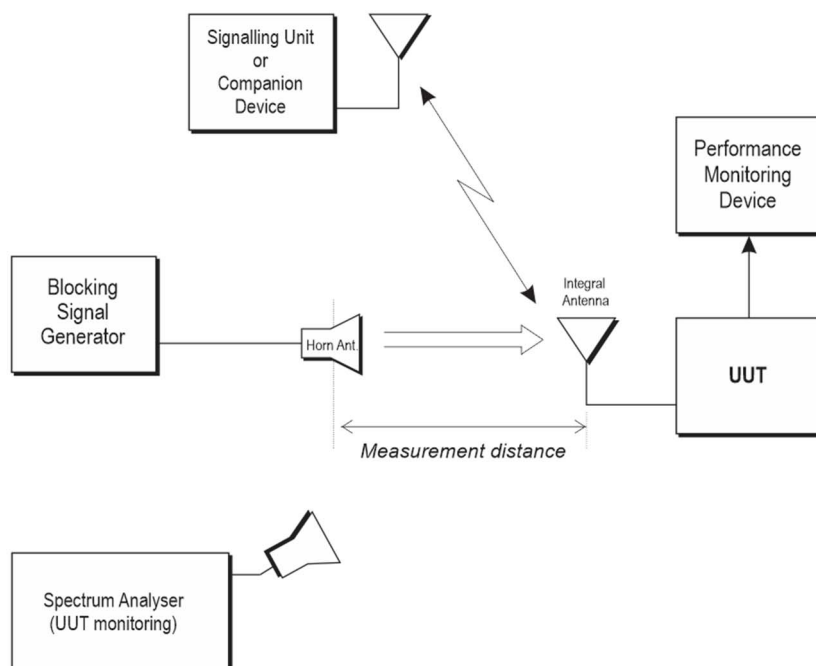 Signalling Unit
or
Companion
Device
Performance
Monitoring
Device
Blocking
Signal
Generator
Horn Ant.
Integral
Antenna
UUT
Measurement distance
Spectrum Analyser
(UUT monitoring)